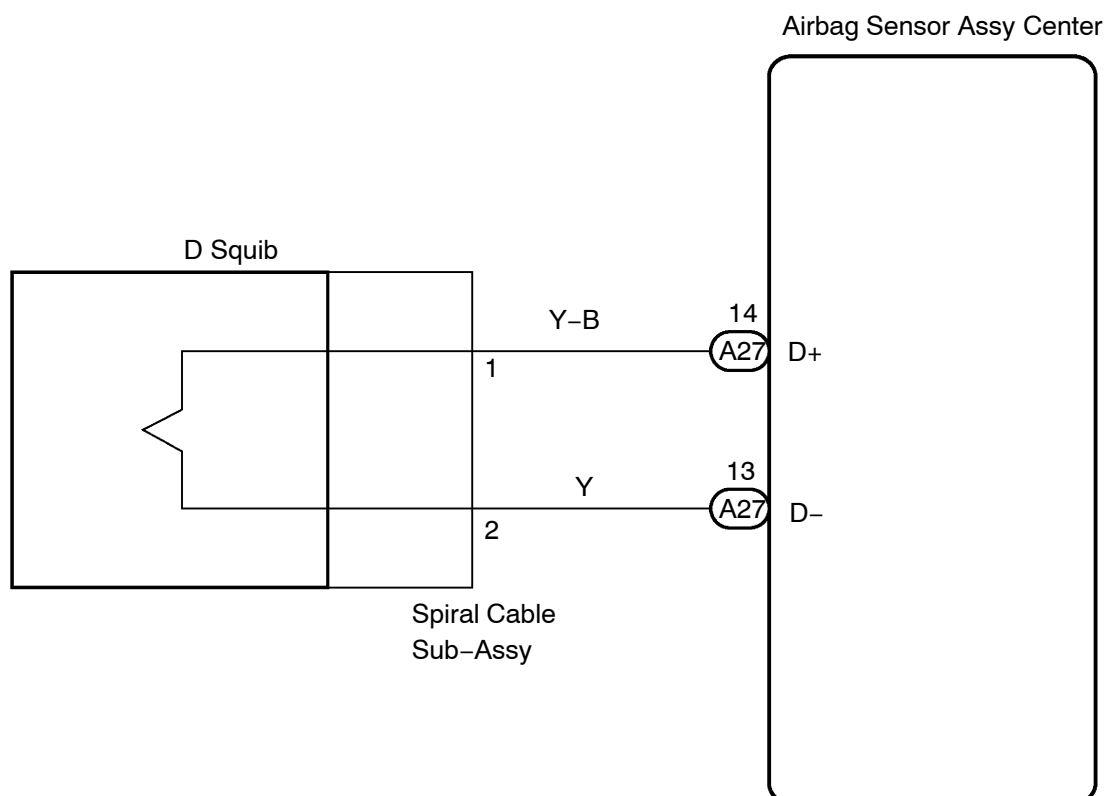 Airbag Sensor Assy Center
D Squib
Y−B
14
A27
D+
1
Y
13
A27
D−
2
Spiral Cable
Sub−Assy